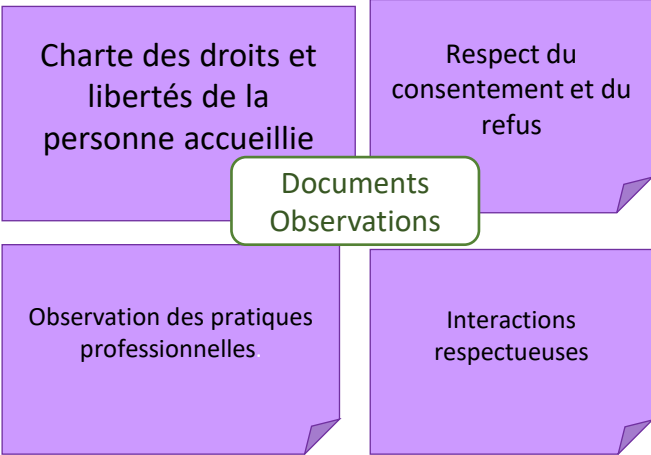 Charte des droits et
libertés de la
personne accueillie
Respect du
consentement et du
refus
Documents
Observations
Observation des pratiques
professionnelles.
Interactions
respectueuses